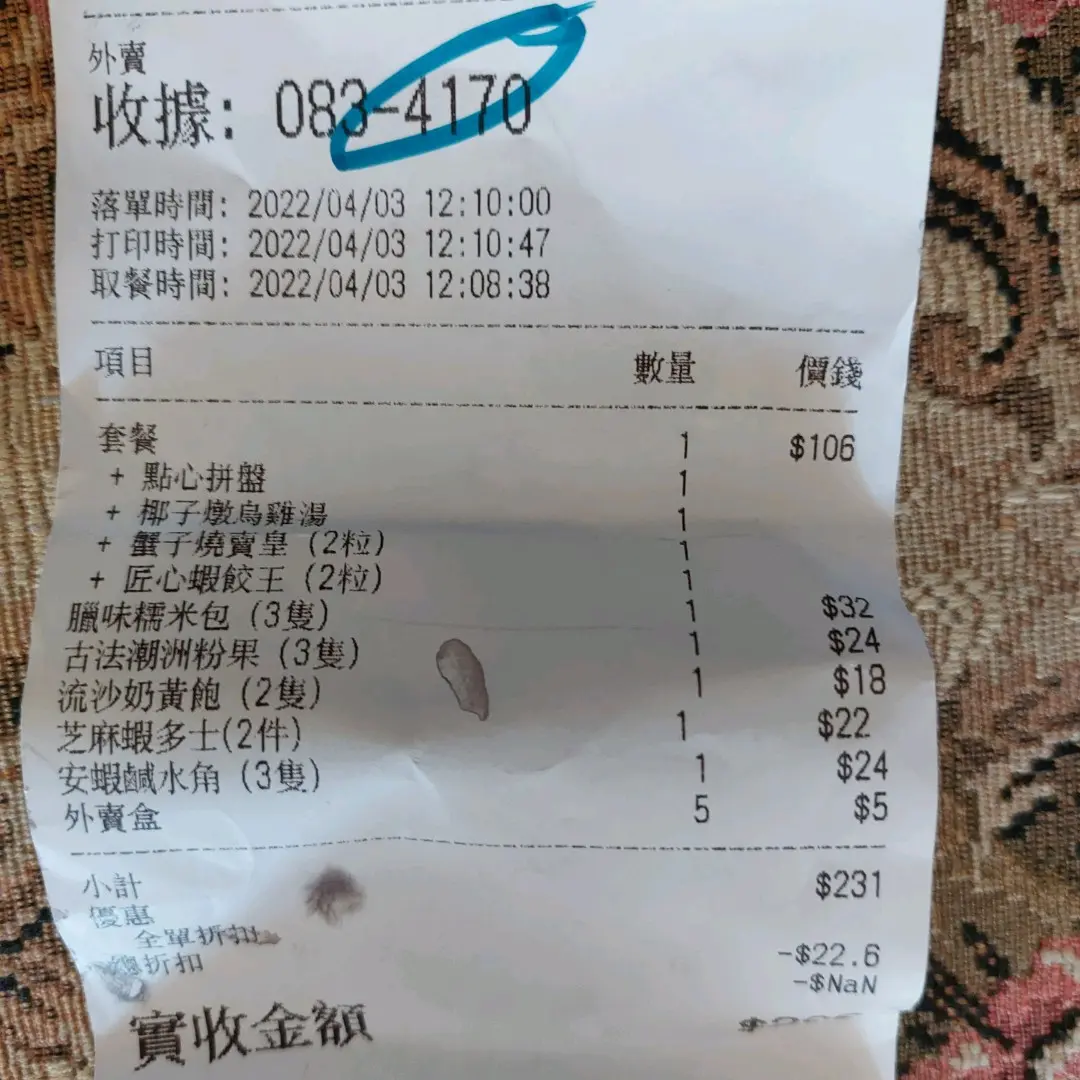 外賣
收據: 083-4170
落單時間: 2022/04/03 12:10:00
打印時間: 2022/04/03 12:10:47
取餐時間: 2022/04/03 12:08:38
項目 數量 價錢
套餐 1 $106
+ 點心拼盤 1
+ 椰子燉烏雞湯 1
+ 蟹子燒賣皇 (2粒) 1
+ 匠心蝦餃王 (2粒) 1
臘味糯米包 (3隻) 1 $32
古法潮洲粉果 (3隻) 1 $24
流沙奶黃飽 (2隻) 1 $18
芝麻蝦多士(2件) 1 $22
安蝦鹹水角 (3隻) 1 $24
外賣盒 5 $5
小計 $231
優惠
全單折扣 -$22.6
總折扣 -$NaN
實收金額